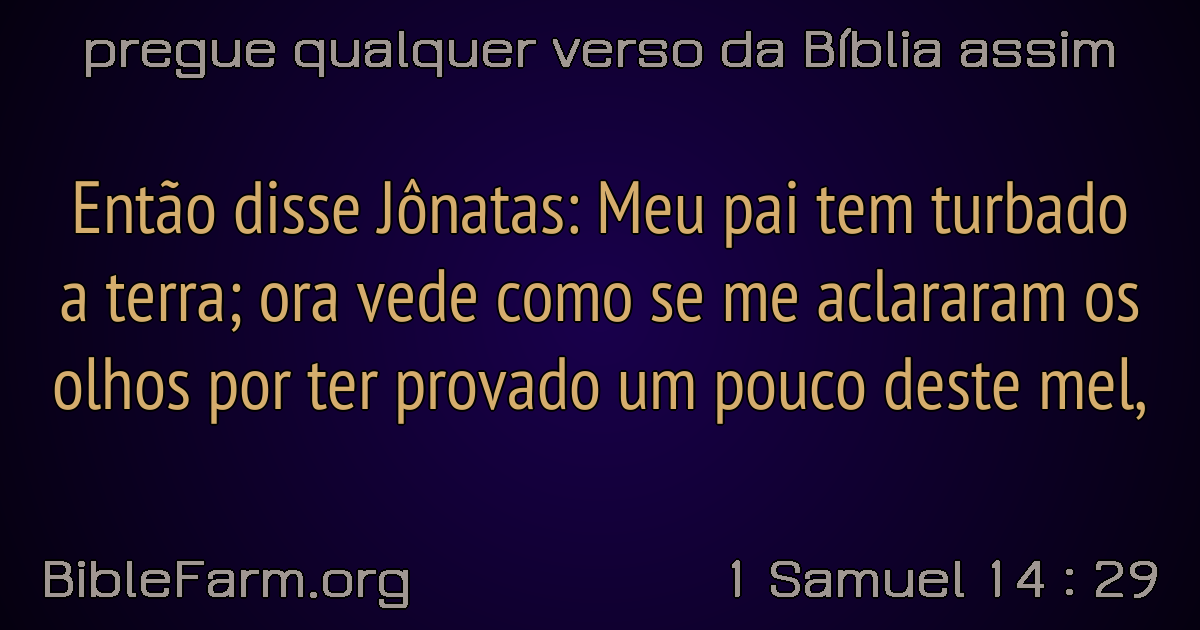 pregue qualquer verso da Bíblia assim
Então disse Jônatas: Meu pai tem turbado
a terra; ora vede como se me aclararam os
olhos por ter provado um pouco deste mel,
BibleFarm.org
1 Samuel 14 : 29